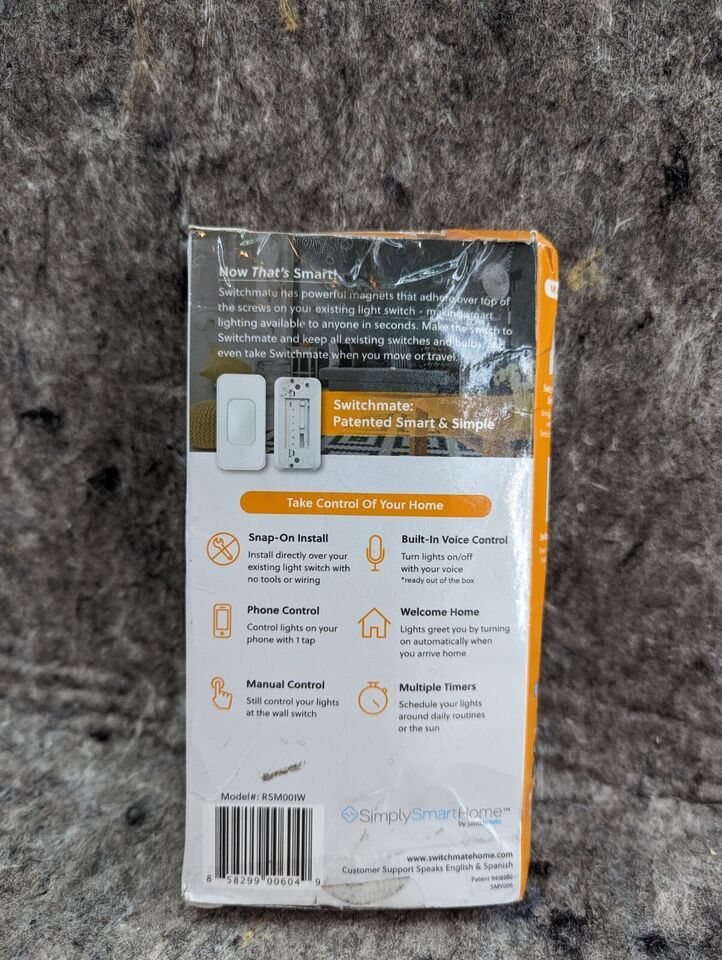 Now That's Smart!
Switchmate has powerful magnets that adhere over top of
the screws on your existing light switch - making smart
lighting available to anyone in seconds. Make the switch to
Switchmate and keep all existing switches and bulbs.
even take Switchmate when you move or travel.
Switchmate:
Patented Smart & Simple
Take Control Of Your Home
Snap-On Install
Install directly over your
existing light switch with
no tools or wiring
Built-In Voice Control
Turn lights on/off
with your voice
*ready out of the box
Phone Control
Control lights on your
phone with 1 tap
Welcome Home
Lights greet you by turning
on automatically when
you arrive home
Manual Control
Still control your lights
at the wall switch
Multiple Timers
Schedule your lights
around daily routines
or the sun
Model#: RSM001W
8 58299 00604 9
SimplySmartHome™
by switchmate
www.switchmatehome.com
Customer Support Speaks English & Spanish
Patent 9418802
SMV005